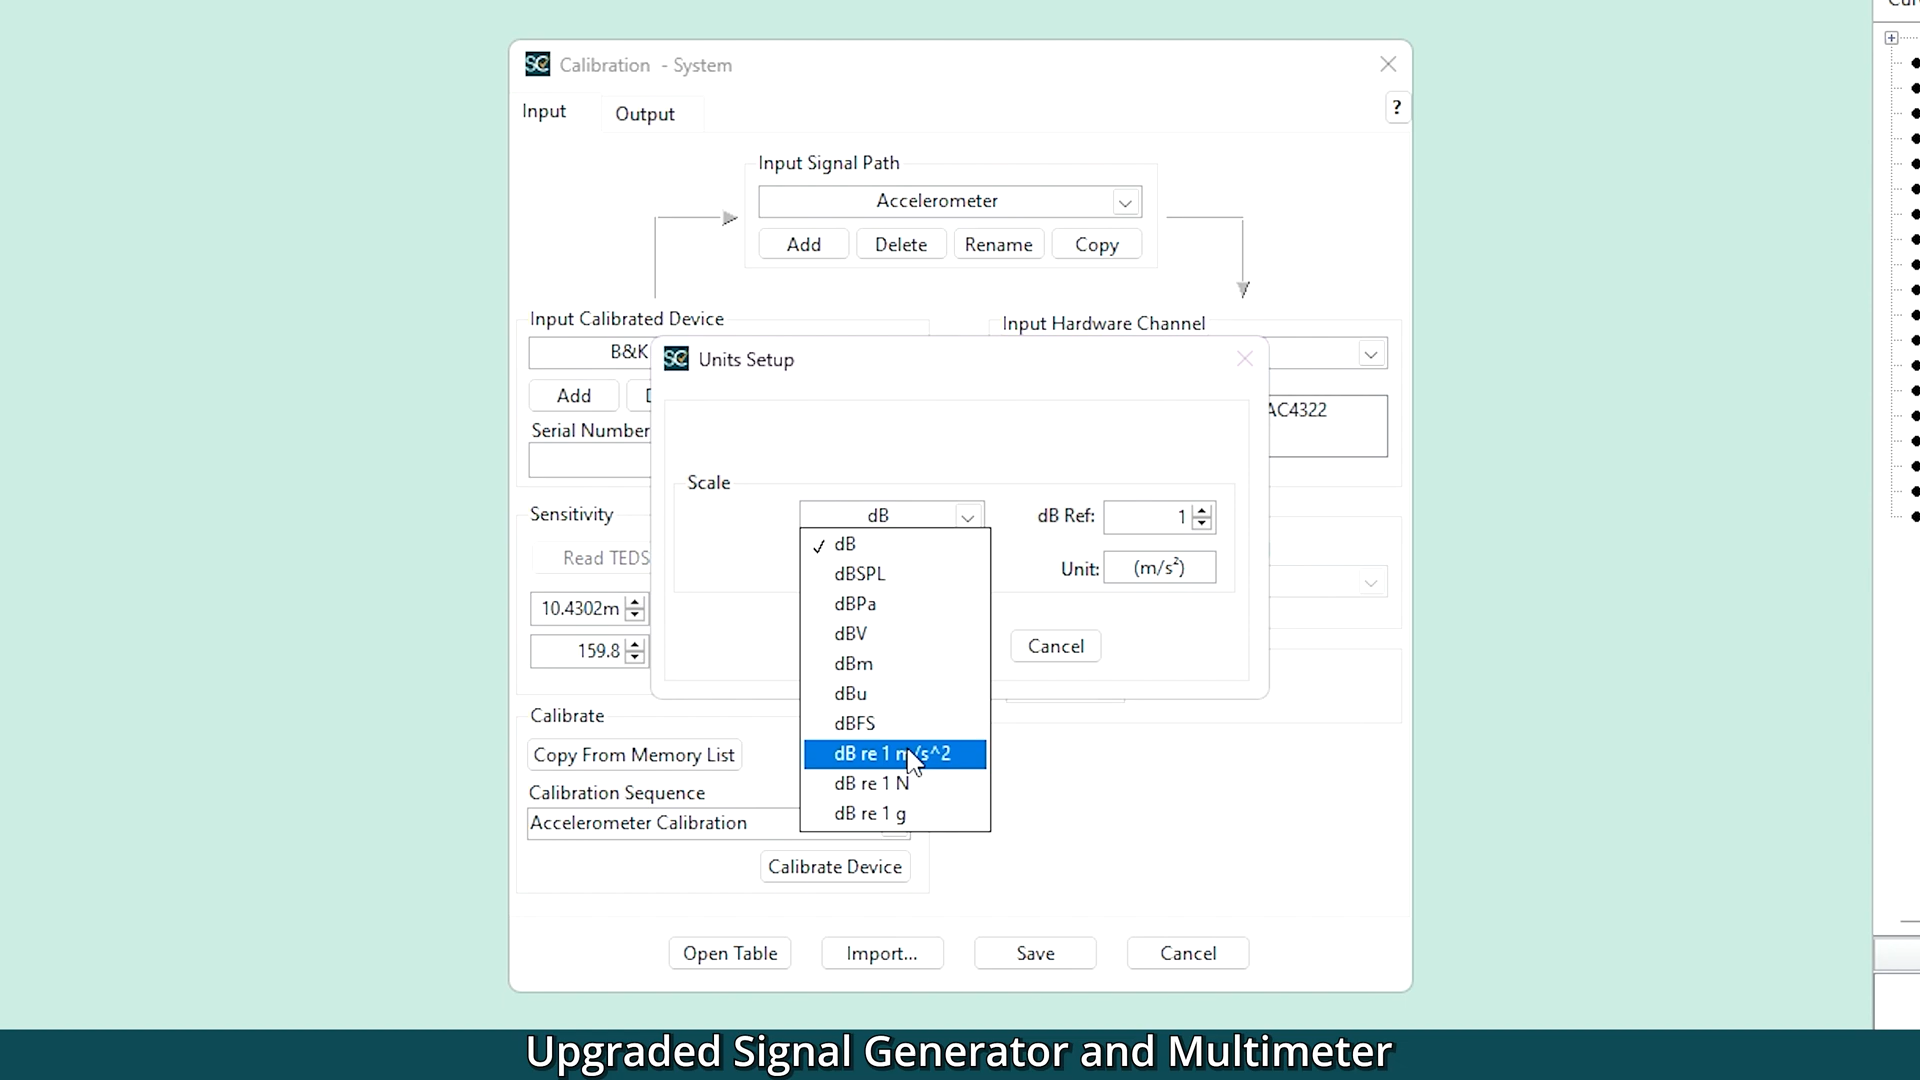 SC Calibration - System
Input
Output
?
Input Signal Path
Accelerometer
Add
Delete
Rename
Copy
Input Calibrated Device
Input Hardware Channel
B&K
Add
Serial Number
AC4322
SC Units Setup
Scale
dB
dB Ref:
1
Unit:
(m/s²)
Cancel
✓ dB
dBSPL
dBPa
dBV
dBm
dBu
dBFS
dB re 1 m/s^2
dB re 1 N
dB re 1 g
Sensitivity
Read TEDS
10.4302m
159.8
Calibrate
Copy From Memory List
Calibration Sequence
Accelerometer Calibration
Calibrate Device
Open Table
Import...
Save
Cancel
Upgraded Signal Generator and Multimeter